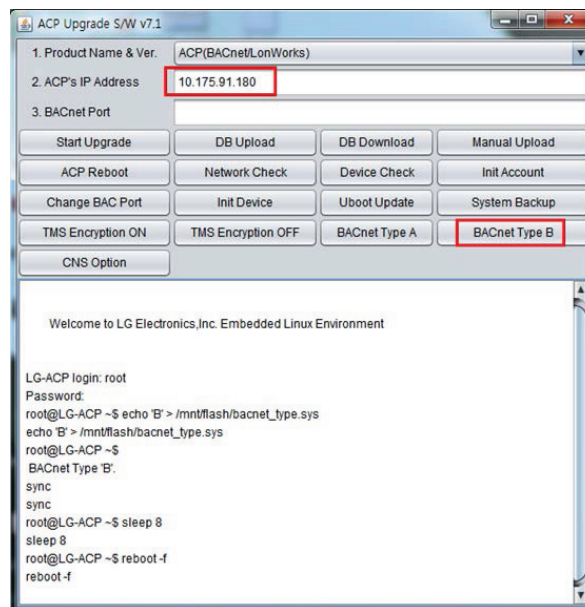 ACP Upgrade S/W v7.1
1. Product Name & Ver. ACP(BACnet/LonWorks)
2. ACP's IP Address 10.175.91.180
3. BACnet Port
Start Upgrade DB Upload DB Download Manual Upload
ACP Reboot Network Check Device Check Init Account
Change BAC Port Init Device Uboot Update System Backup
TMS Encryption ON TMS Encryption OFF BACnet Type A BACnet Type B
CNS Option
Welcome to LG Electronics,Inc. Embedded Linux Environment
LG-ACP login: root
Password:
root@LG-ACP ~$ echo 'B' > /mnt/flash/bacnet_type.sys
echo 'B' > /mnt/flash/bacnet_type.sys
root@LG-ACP ~$
BACnet Type 'B'.
sync
sync
root@LG-ACP ~$ sleep 8
sleep 8
root@LG-ACP ~$ reboot -f
reboot -f